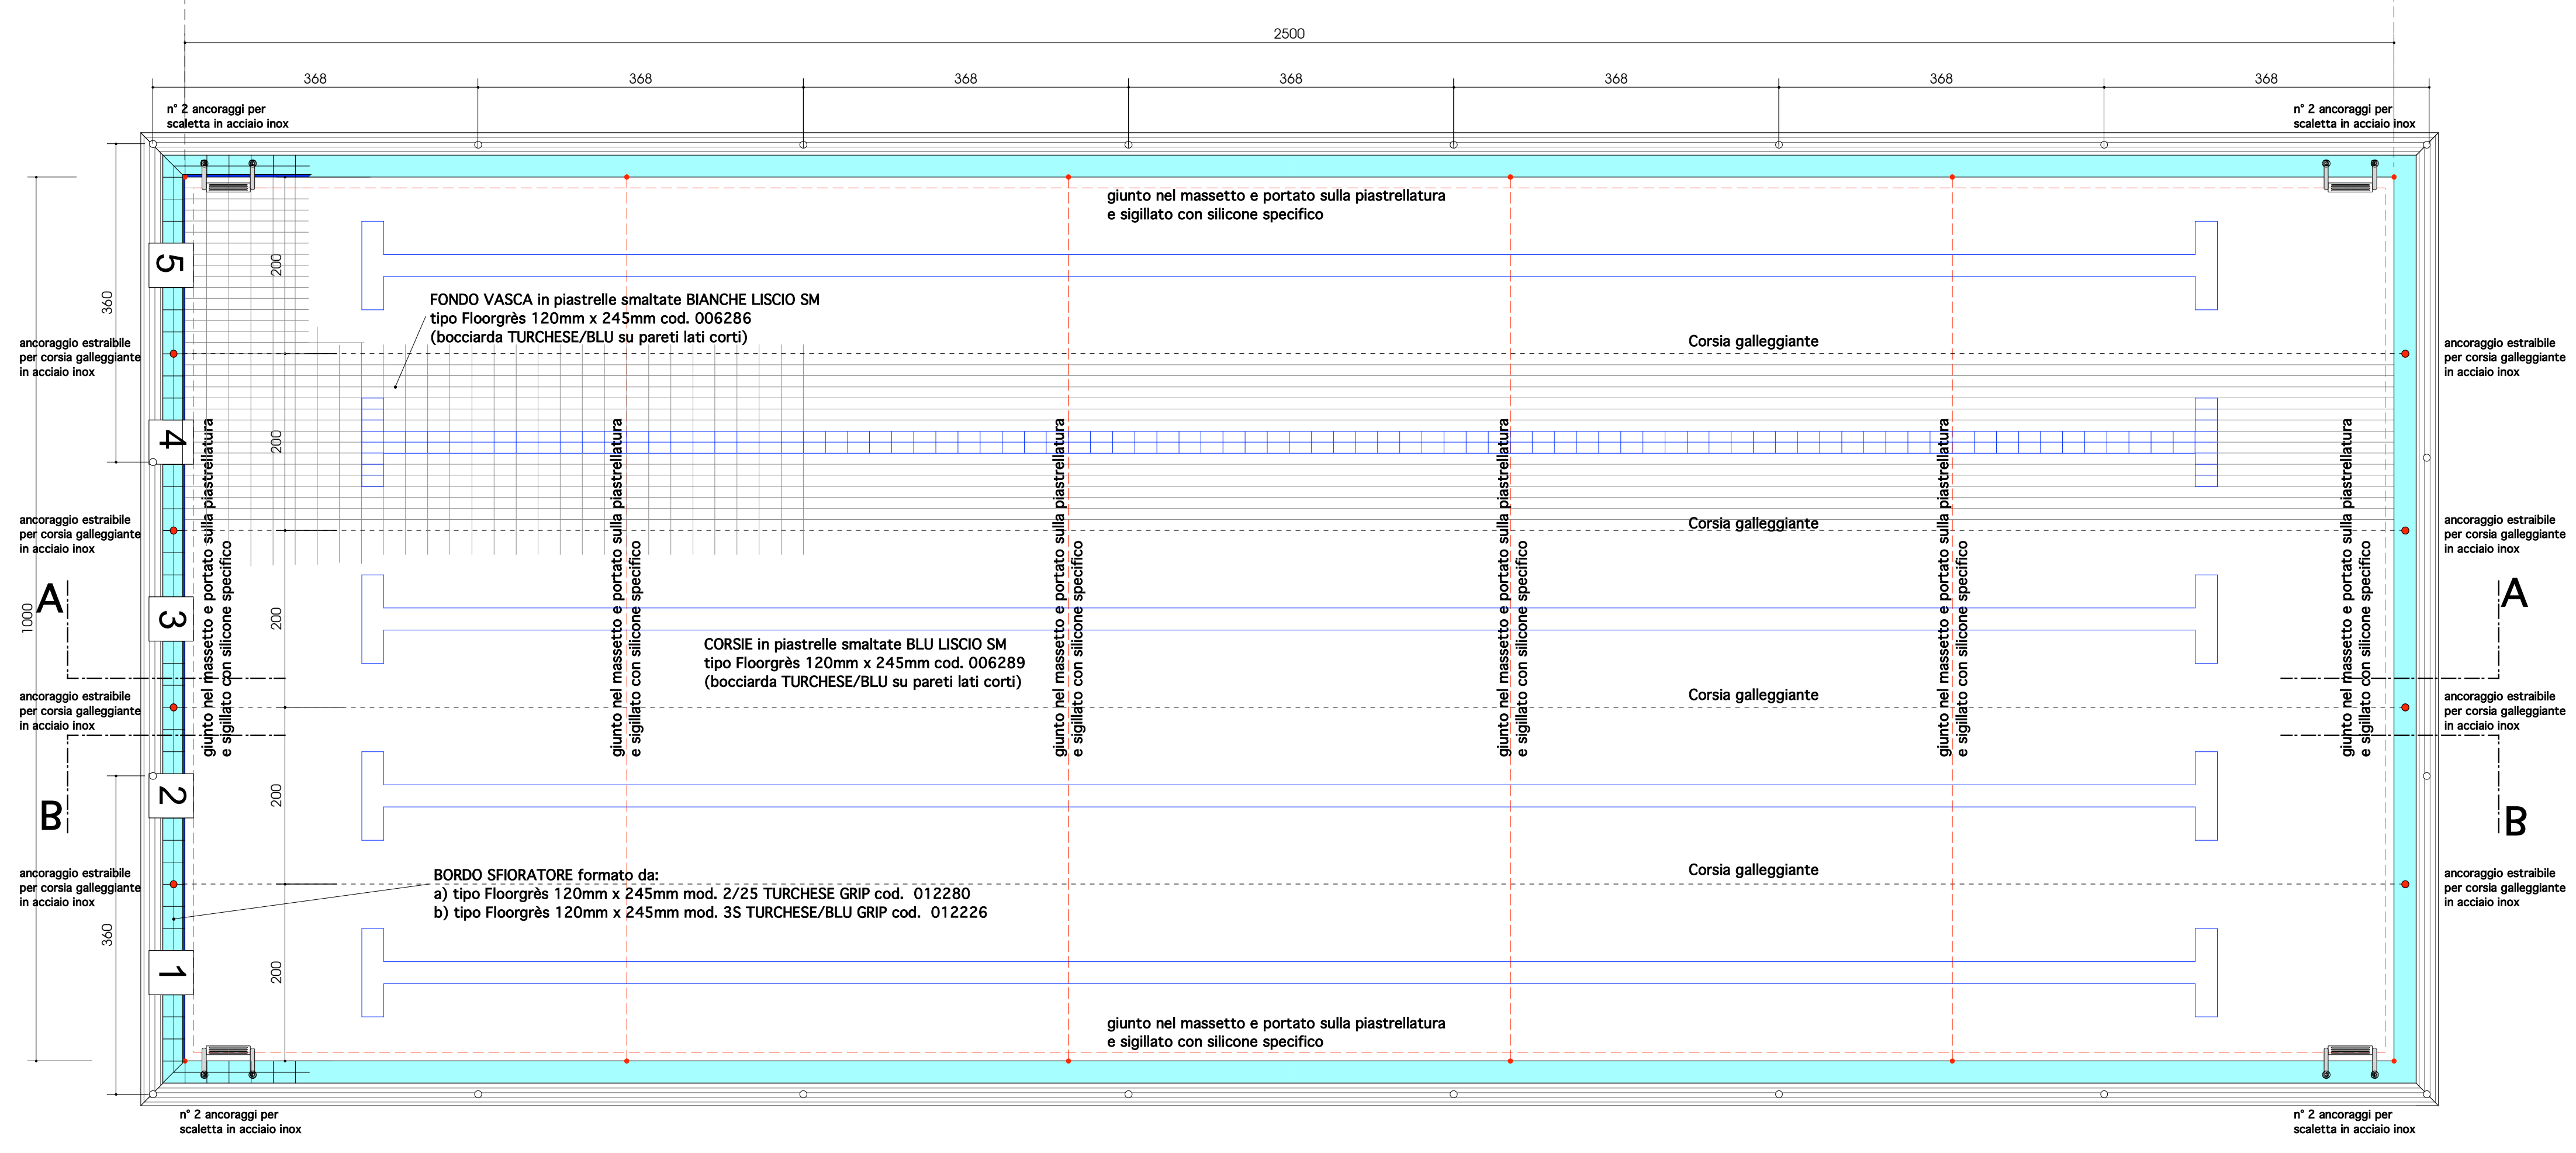 2500
368 368 368 368 368 368 368
n° 2 ancoraggi per
scaletta in acciaio inox
n° 2 ancoraggi per
scaletta in acciaio inox
giunto nel massetto e portato sulla piastrellatura
e sigillato con silicone specifico
5
200
360
FONDO VASCA in piastrelle smaltate BIANCHE LISCIO SM
tipo Floorgrès 120mm x 245mm cod. 006286
(bocciarda TURCHESE/BLU su pareti lati corti)
ancoraggio estraibile
per corsia galleggiante
in acciaio inox
Corsia galleggiante
ancoraggio estraibile
per corsia galleggiante
in acciaio inox
4
200
giunto nel massetto e portato sulla piastrellatura
e sigillato con silicone specifico
giunto nel massetto e portato sulla piastrellatura
e sigillato con silicone specifico
giunto nel massetto e portato sulla piastrellatura
e sigillato con silicone specifico
giunto nel massetto e portato sulla piastrellatura
e sigillato con silicone specifico
giunto nel massetto e portato sulla piastrellatura
e sigillato con silicone specifico
giunto nel massetto e portato sulla piastrellatura
e sigillato con silicone specifico
ancoraggio estraibile
per corsia galleggiante
in acciaio inox
Corsia galleggiante
ancoraggio estraibile
per corsia galleggiante
in acciaio inox
A
A
1000
3
200
CORSIE in piastrelle smaltate BLU LISCIO SM
tipo Floorgrès 120mm x 245mm cod. 006289
(bocciarda TURCHESE/BLU su pareti lati corti)
ancoraggio estraibile
per corsia galleggiante
in acciaio inox
Corsia galleggiante
ancoraggio estraibile
per corsia galleggiante
in acciaio inox
2
200
B
B
ancoraggio estraibile
per corsia galleggiante
in acciaio inox
BORDO SFIORATORE formato da:
a) tipo Floorgrès 120mm x 245mm mod. 2/25 TURCHESE GRIP cod. 012280
b) tipo Floorgrès 120mm x 245mm mod. 3S TURCHESE/BLU GRIP cod. 012226
Corsia galleggiante
ancoraggio estraibile
per corsia galleggiante
in acciaio inox
360
1
200
giunto nel massetto e portato sulla piastrellatura
e sigillato con silicone specifico
n° 2 ancoraggi per
scaletta in acciaio inox
n° 2 ancoraggi per
scaletta in acciaio inox